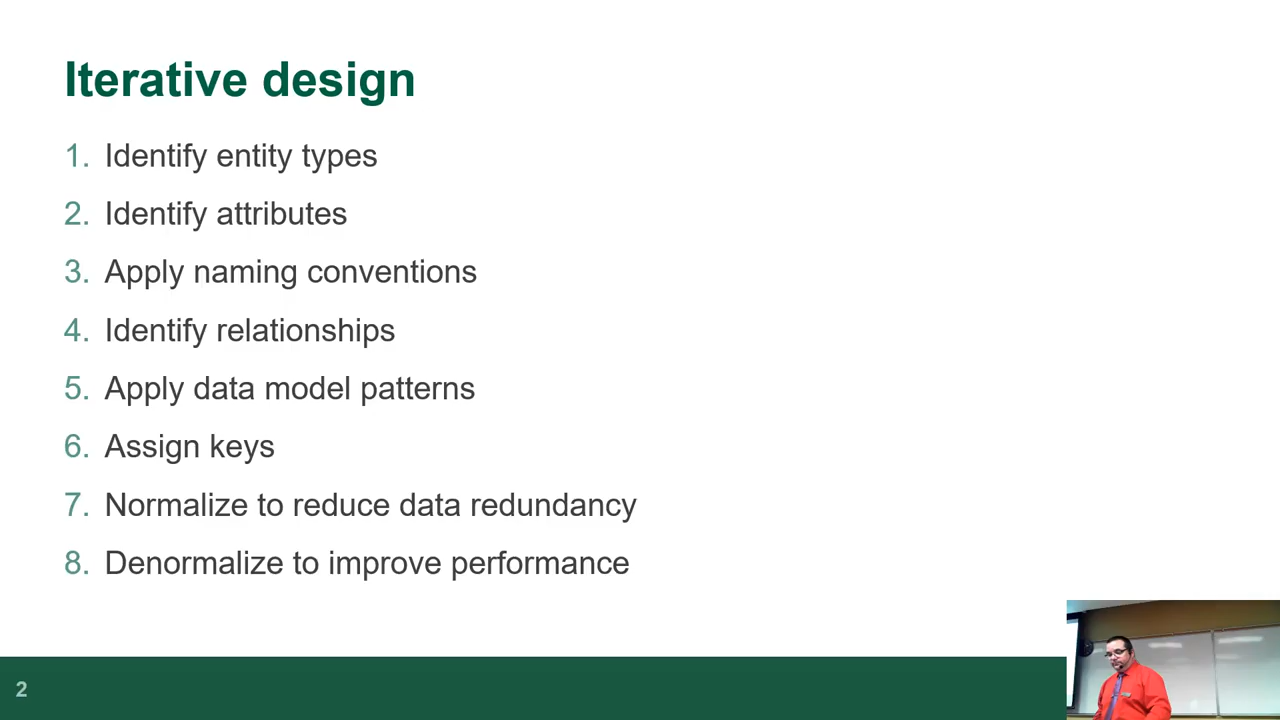 Iterative design
1. Identify entity types
2. Identify attributes
3. Apply naming conventions
4. Identify relationships
5. Apply data model patterns
6. Assign keys
7. Normalize to reduce data redundancy
8. Denormalize to improve performance
2